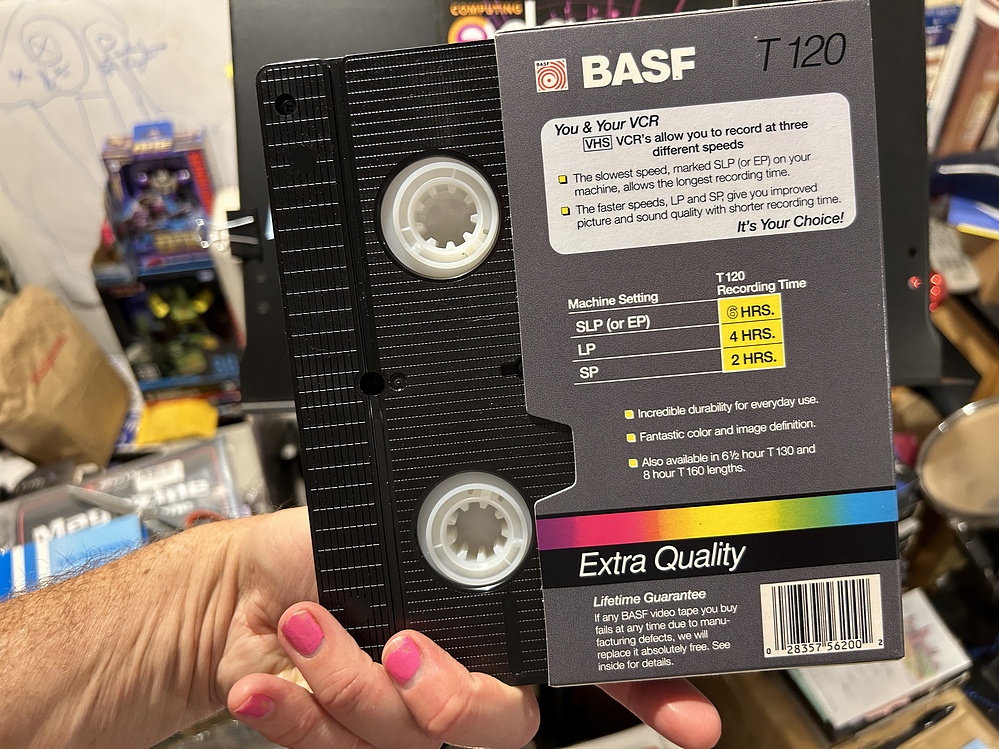 COMPUTING
BASF
BASF
T 120
You & Your VCR
VHS VCR's allow you to record at three
different speeds
The slowest speed, marked SLP (or EP) on your
machine, allows the longest recording time.
The faster speeds, LP and SP, give you improved
picture and sound quality with shorter recording time.
It's Your Choice!
T120
Machine Setting Recording Time
SLP (or EP) 6 HRS.
LP 4 HRS.
SP 2 HRS.
Incredible durability for everyday use.
Fantastic color and image definition.
Also available in 6½ hour T 130 and
8 hour T 160 lengths.
Extra Quality
Lifetime Guarantee
If any BASF video tape you buy
fails at any time due to manu-
facturing defects, we will
replace it absolutely free. See
inside for details.
0 28357 56200 2